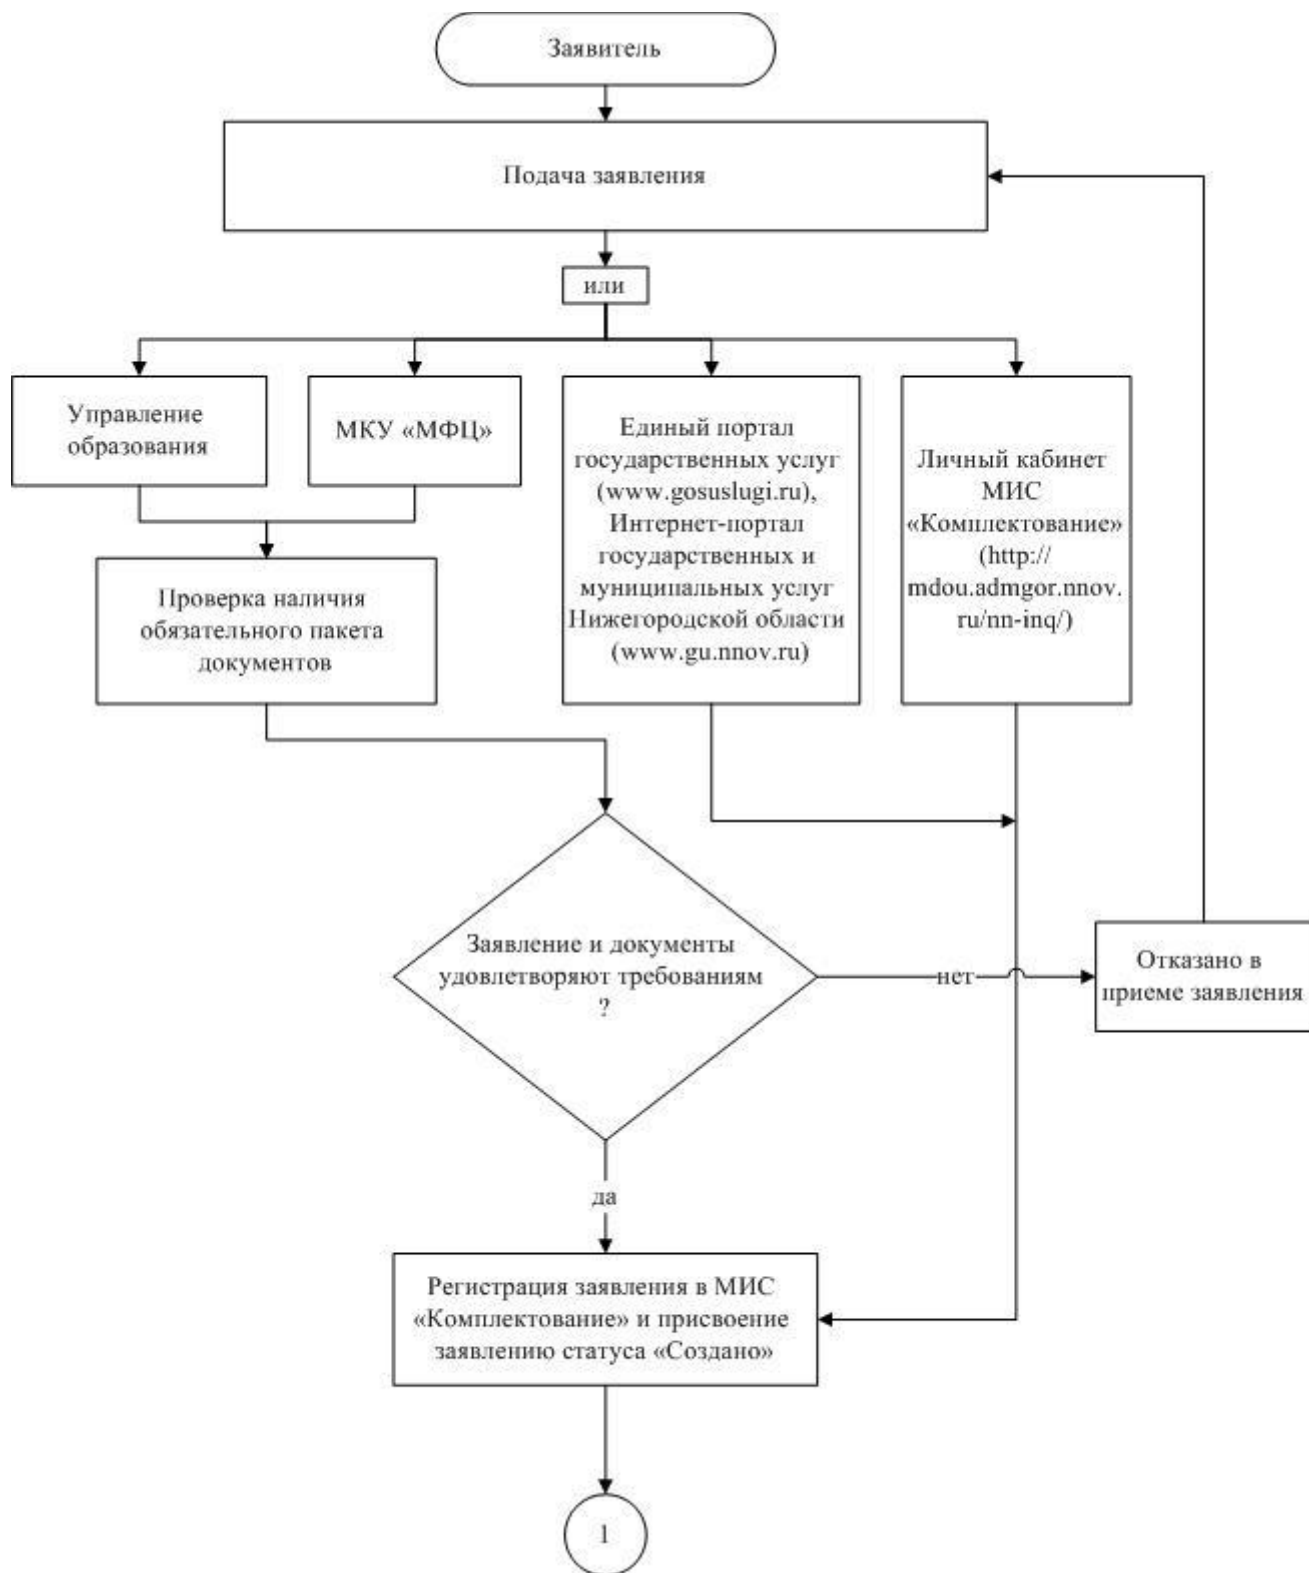 Заявитель
Подача заявления
или
Управление
образования
МКУ «МФЦ»
Единый портал
государственных услуг
(www.gosuslugi.ru),
Интернет-портал
государственных и
муниципальных услуг
Нижегородской области
(www.gu.nnov.ru)
Личный кабинет
МИС
«Комплектование»
(http://
mdou.admgor.nnov.
ru/nn-inq/)
Проверка наличия
обязательного пакета
документов
Заявление и документы
удовлетворяют требованиям
?
нет
Отказано в
приеме заявления
да
Регистрация заявления в МИС
«Комплектование» и присвоение
заявлению статуса «Создано»
1